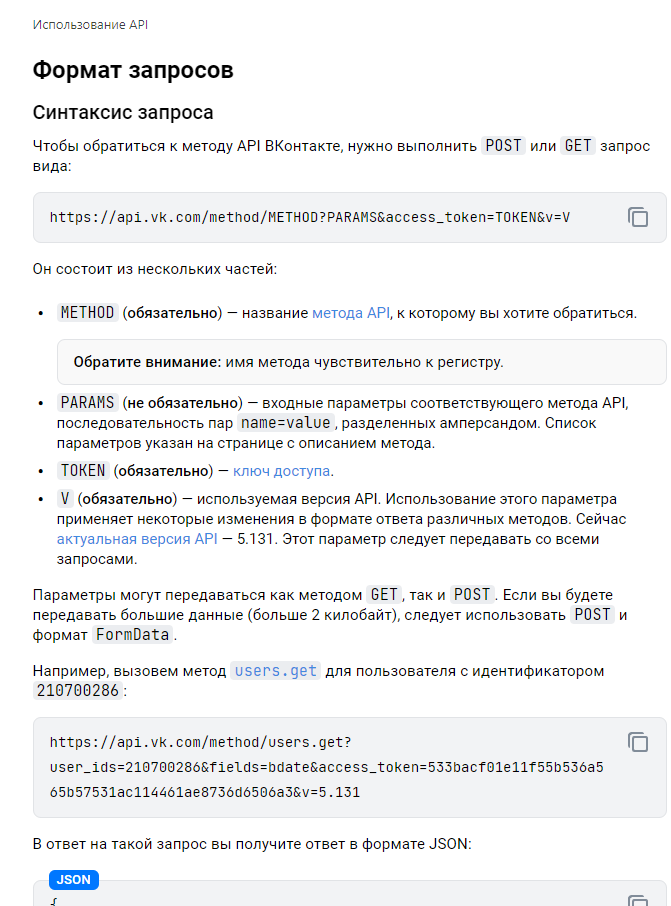 Использование API
Формат запросов
Синтаксис запроса
Чтобы обратиться к методу API ВКонтакте, нужно выполнить POST или GET запрос
вида:
https://api.vk.com/method/METHOD?PARAMS&access_token=TOKEN&v=V
Он состоит из нескольких частей:
• METHOD (обязательно) — название метода API, к которому вы хотите обратиться.
Обратите внимание: имя метода чувствительно к регистру.
• PARAMS (не обязательно) — входные параметры соответствующего метода API,
последовательность пар name=value, разделенных амперсандом. Список
параметров указан на странице с описанием метода.
• TOKEN (обязательно) — ключ доступа.
• V (обязательно) — используемая версия API. Использование этого параметра
применяет некоторые изменения в формате ответа различных методов. Сейчас
актуальная версия API — 5.131. Этот параметр следует передавать со всеми
запросами.
Параметры могут передаваться как методом GET, так и POST. Если вы будете
передавать большие данные (больше 2 килобайт), следует использовать POST и
формат FormData.
Например, вызовем метод users.get для пользователя с идентификатором
210700286:
https://api.vk.com/method/users.get?
user_ids=210700286&fields=bdate&access_token=533bacf01e11f55b536a5
65b57531ac114461ae8736d6506a3&v=5.131
В ответ на такой запрос вы получите ответ в формате JSON:
JSON
{